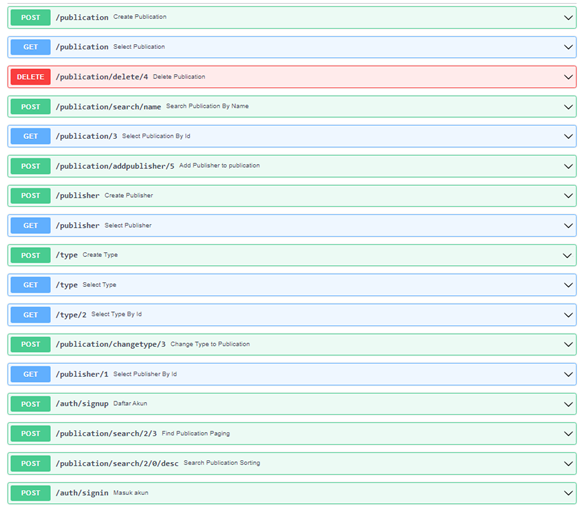 POST /publication Create Publication
GET /publication Select Publication
DELETE /publication/delete/4 Delete Publication
POST /publication/search/name Search Publication By Name
GET /publication/3 Select Publication By Id
POST /publication/addpublisher/5 Add Publisher to publication
POST /publisher Create Publisher
GET /publisher Select Publisher
POST /type Create Type
GET /type Select Type
GET /type/2 Select Type By Id
POST /publication/changetype/3 Change Type to Publication
GET /publisher/1 Select Publisher By Id
POST /auth/signup Daftar Akun
POST /publication/search/2/3 Find Publication Paging
POST /publication/search/2/0/desc Search Publication Sorting
POST /auth/signin Masuk akun